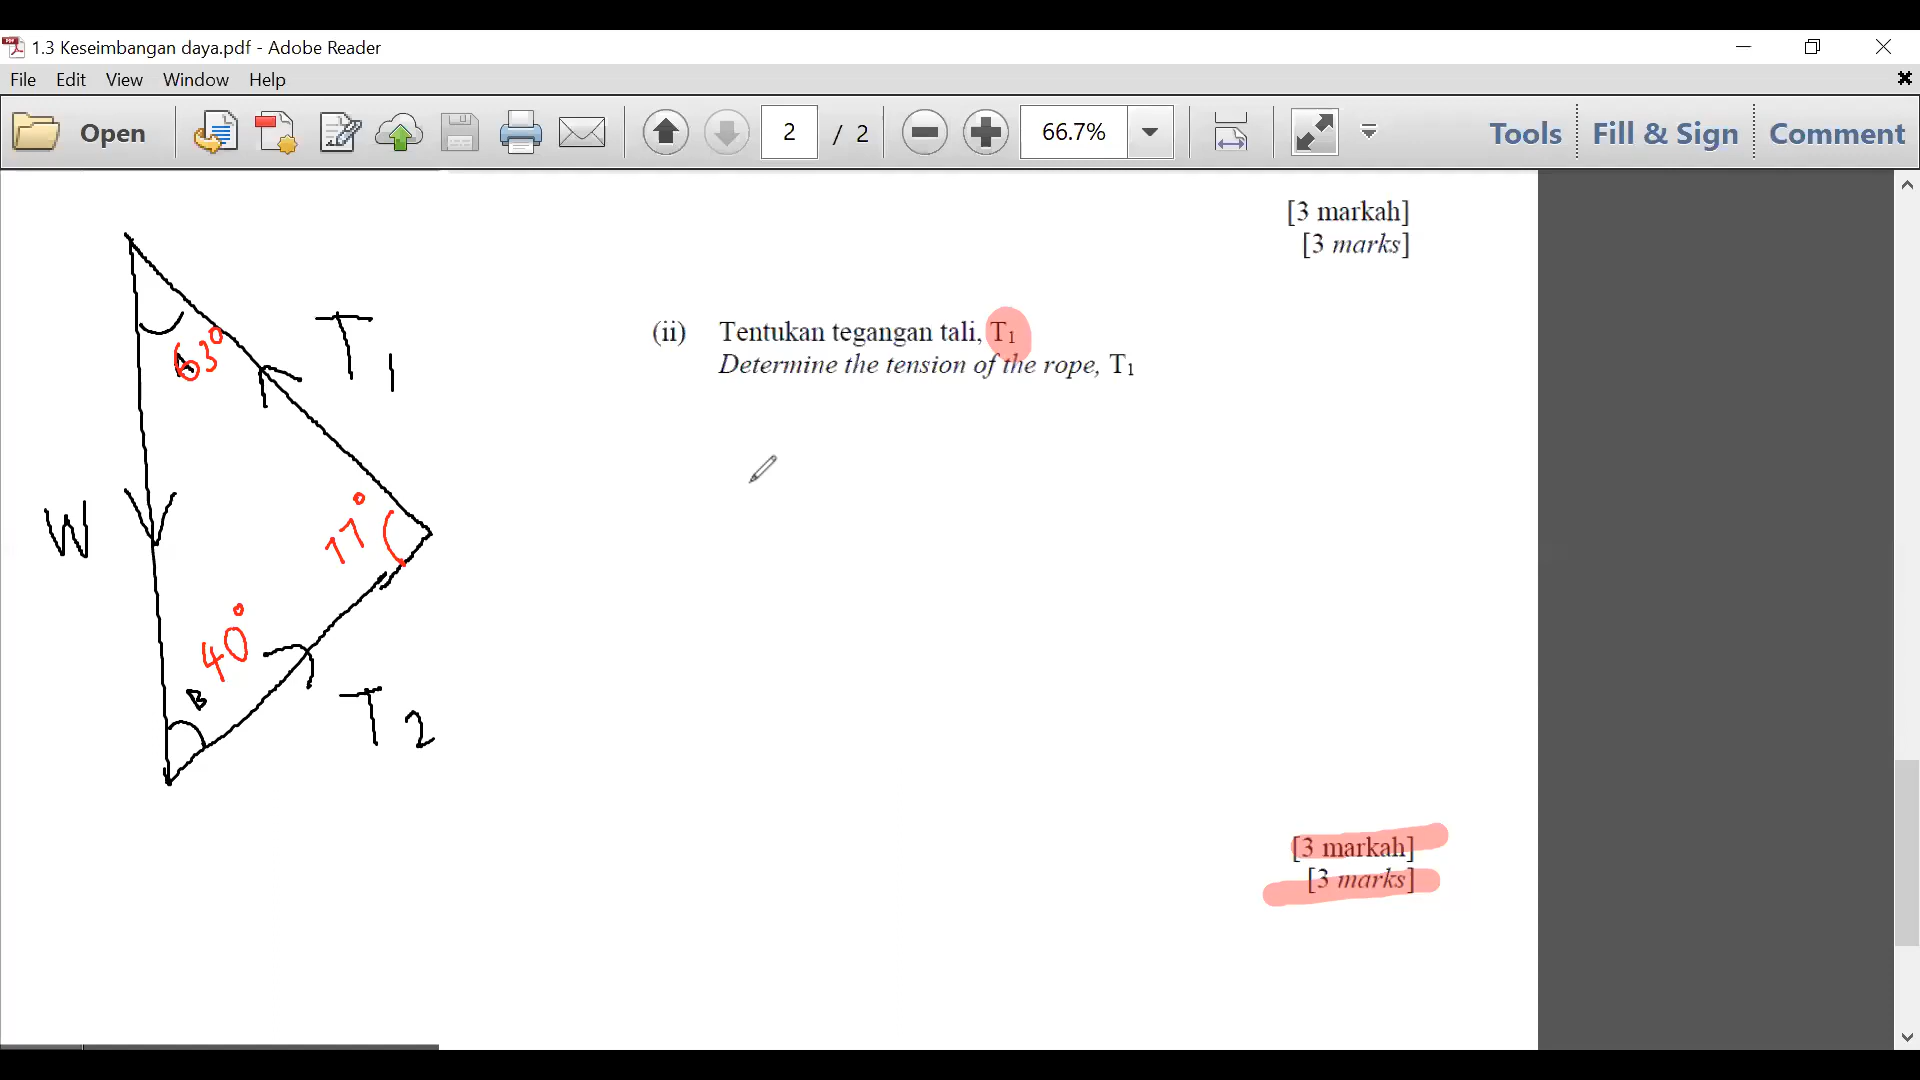 1.3 Keseimbangan daya.pdf - Adobe Reader
File Edit View Window Help
Open 2 / 2 66.7% Tools Fill & Sign Comment
[3 markah]
[3 marks]
(ii) Tentukan tegangan tali, T₁
Determine the tension of the rope, T₁
T1
A 63°
W
77°
40°
B
T2
[3 markah]
[3 marks]